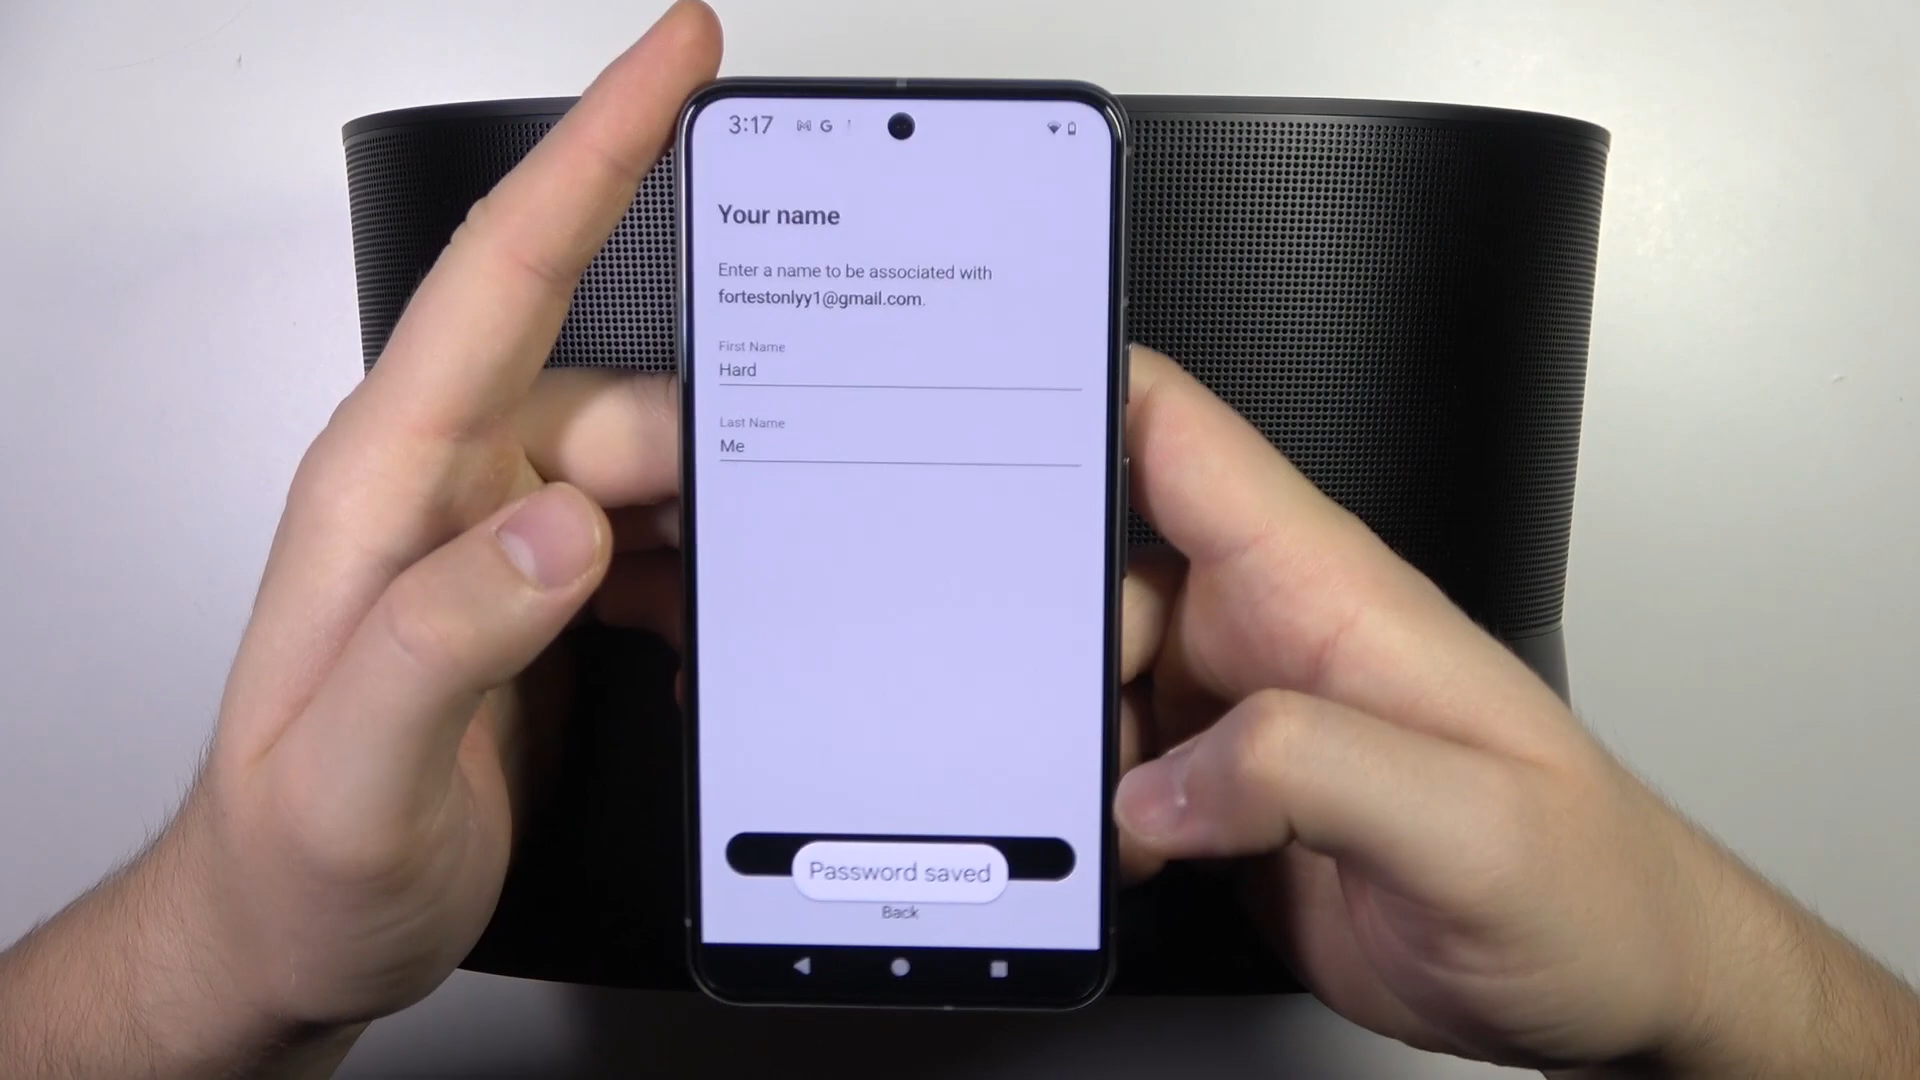 3:17 M G
Your name
Enter a name to be associated with
fortestonlyy1@gmail.com.
First Name
Hard
Last Name
Me
Password saved
Back